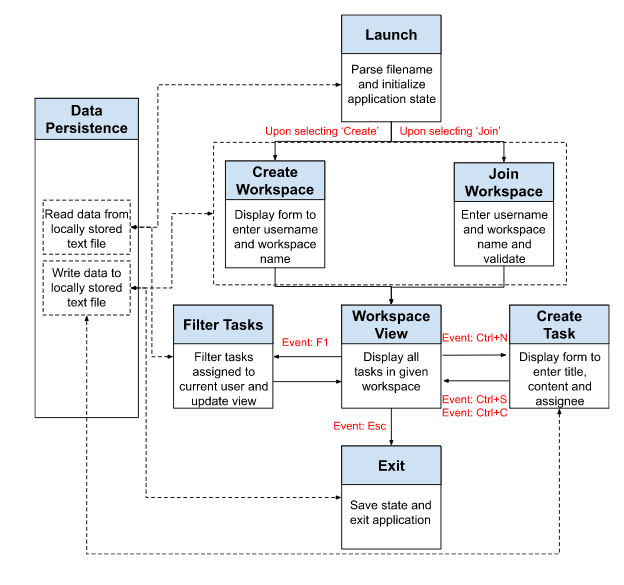 Launch
Parse filename
and initialize
application state
Data
Persistence
Read data from
locally stored
text file
Write data to
locally stored
text file
Upon selecting ‘Create’
Upon selecting ‘Join’
Create
Workspace
Display form to
enter username
and workspace
name
Join
Workspace
Enter username
and workspace
name and
validate
Filter Tasks
Filter tasks
assigned to
current user and
update view
Event: F1
Workspace
View
Display all
tasks in given
workspace
Event: Ctrl+N
Event: Ctrl+S
Event: Ctrl+C
Create
Task
Display form to
enter title,
content and
assignee
Event: Esc
Exit
Save state and
exit application